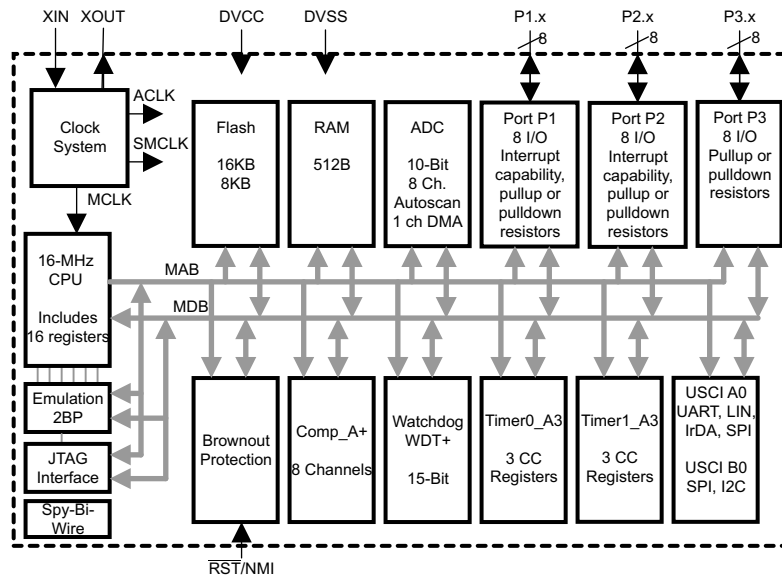 XIN XOUT DVCC DVSS P1.x P2.x P3.x
8 8 8
ACLK
SMCLK
MCLK
Clock
System
Flash
16KB
8KB
RAM
512B
ADC
10-Bit
8 Ch.
Autoscan
1 ch DMA
Port P1
8 I/O
Interrupt
capability,
pullup or
pulldown
resistors
Port P2
8 I/O
Interrupt
capability,
pullup or
pulldown
resistors
Port P3
8 I/O
Pullup or
pulldown
resistors
16-MHz
CPU
Includes
16 registers
MAB
MDB
Emulation
2BP
JTAG
Interface
Spy-Bi-
Wire
Brownout
Protection
Comp_A+
8 Channels
Watchdog
WDT+
15-Bit
Timer0_A3
3 CC
Registers
Timer1_A3
3 CC
Registers
USCI A0
UART, LIN,
IrDA, SPI
USCI B0
SPI, I2C
RST/NMI